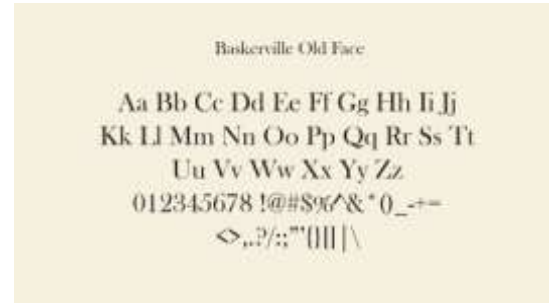 Baskerville Old Face
Aa Bb Cc Dd Ee Ff Gg Hh Ii Jj
Kk Ll Mm Nn Oo Pp Qq Rr Ss Tt
Uu Vv Ww Xx Yy Zz
012345678 !@#$%^&*()_-+=
<>,.?/:;"'{}[]|\